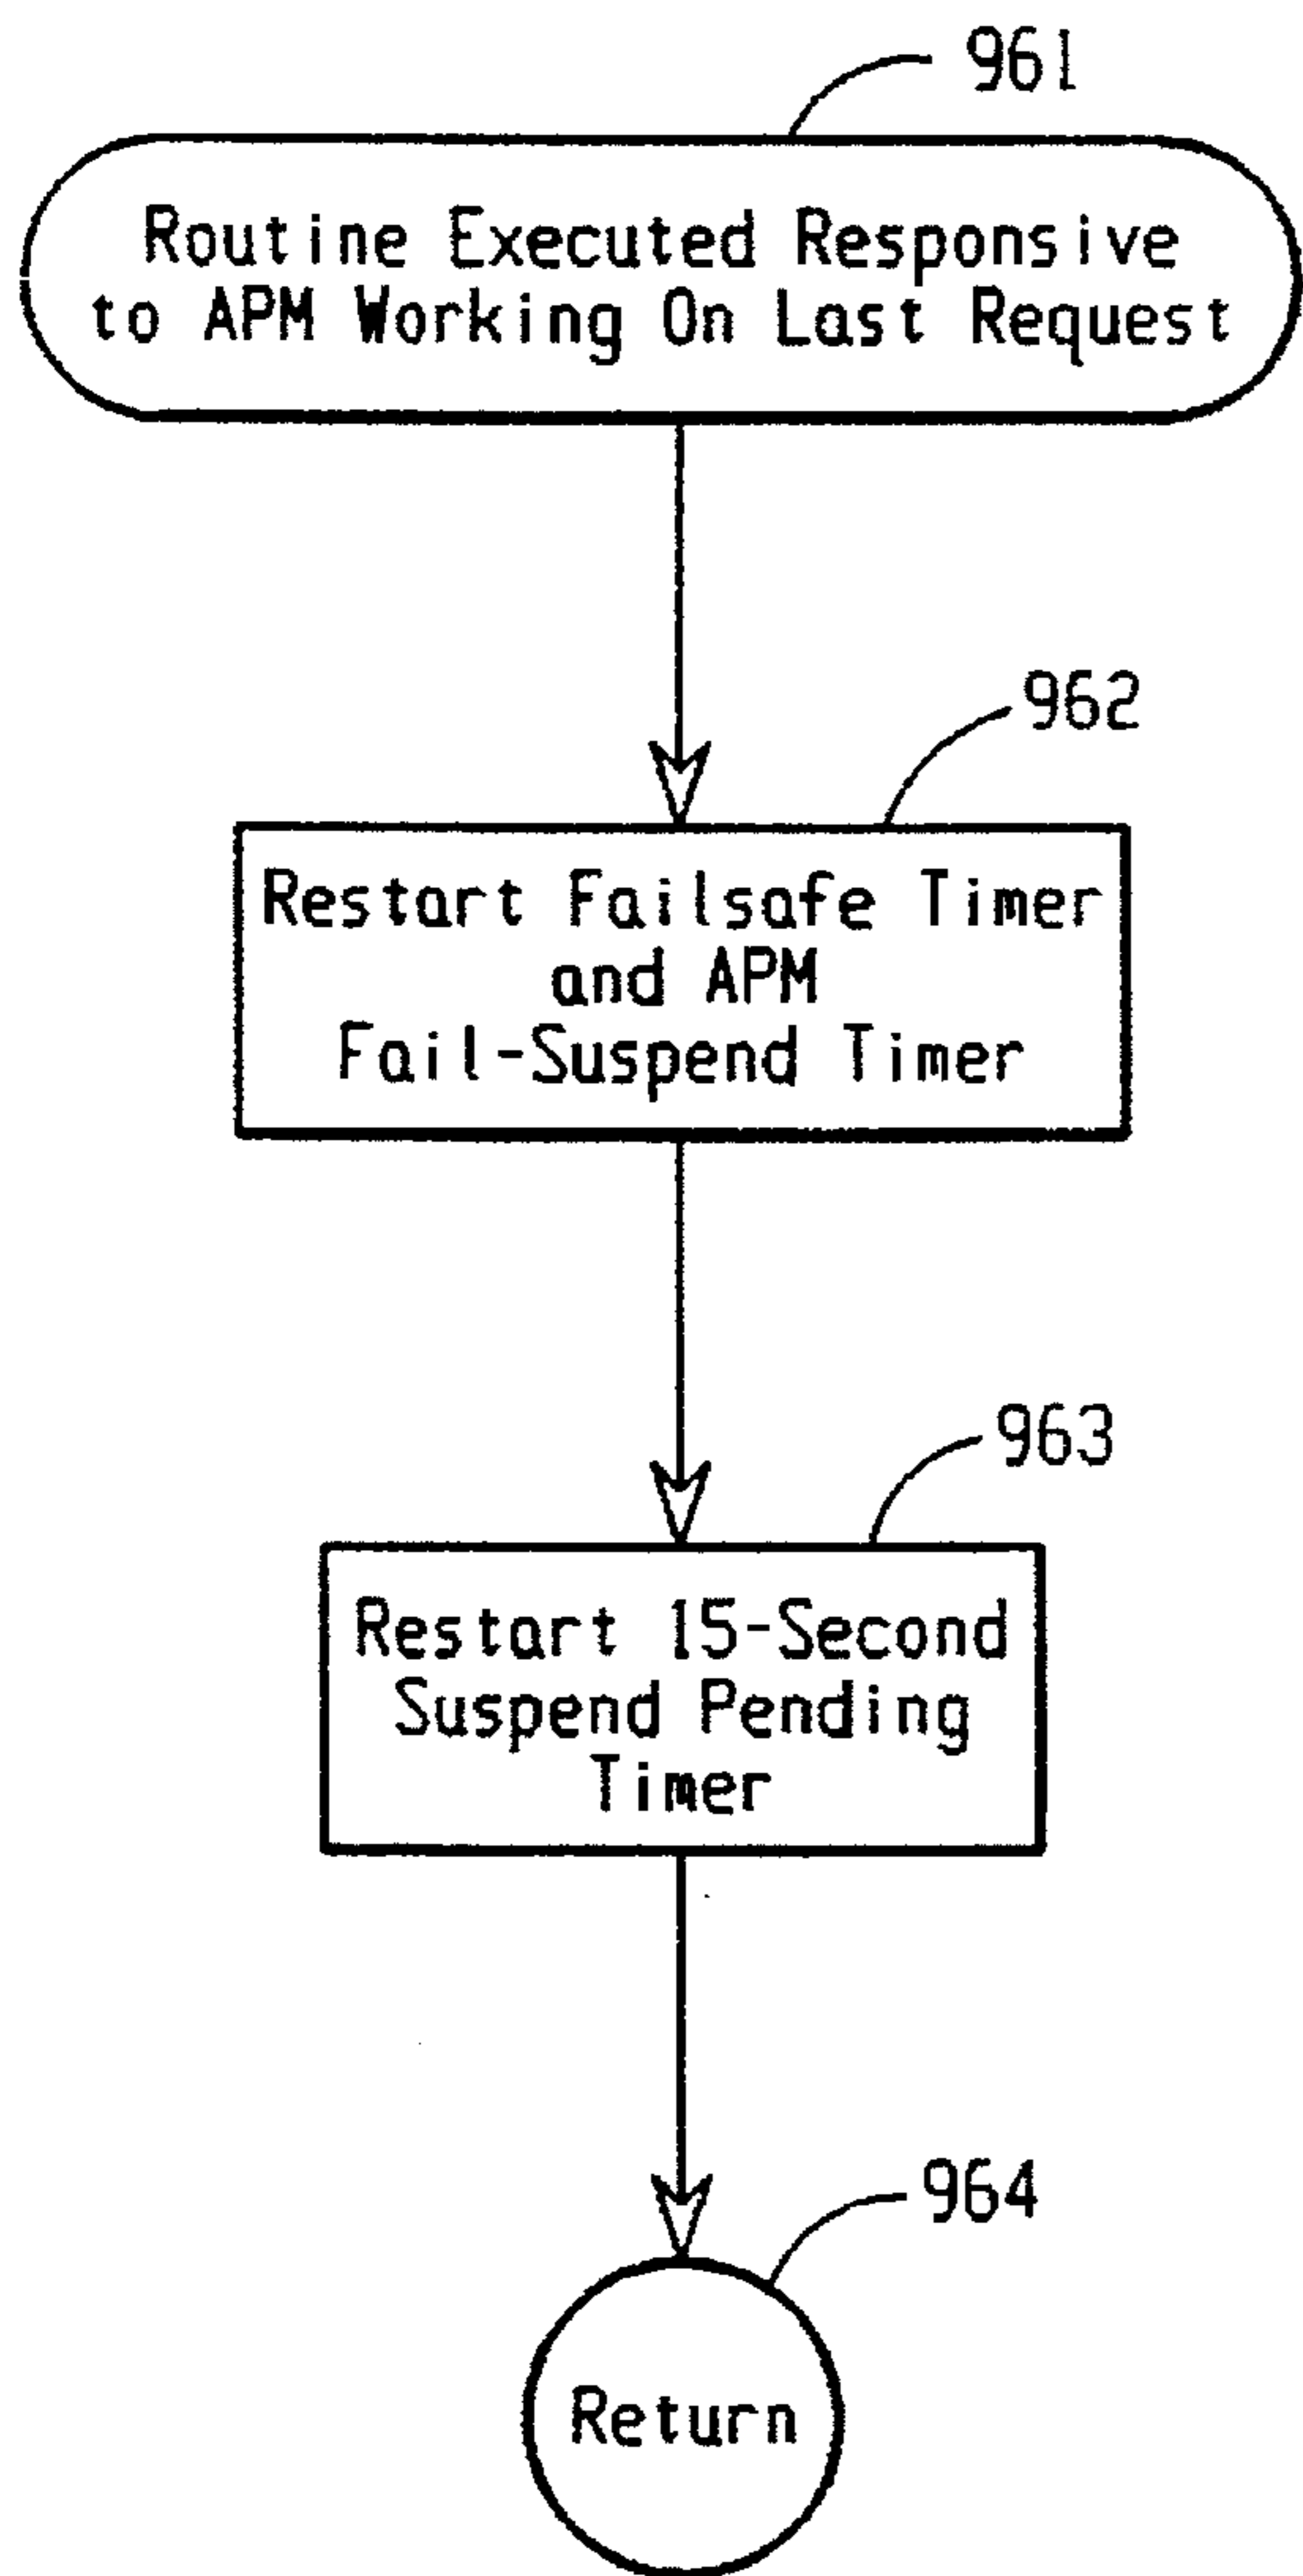 961
Routine Executed Responsive
to APM Working On Last Request
962
Restart Failsafe Timer
and APM
Fail-Suspend Timer
963
Restart 15-Second
Suspend Pending
Timer
964
Return